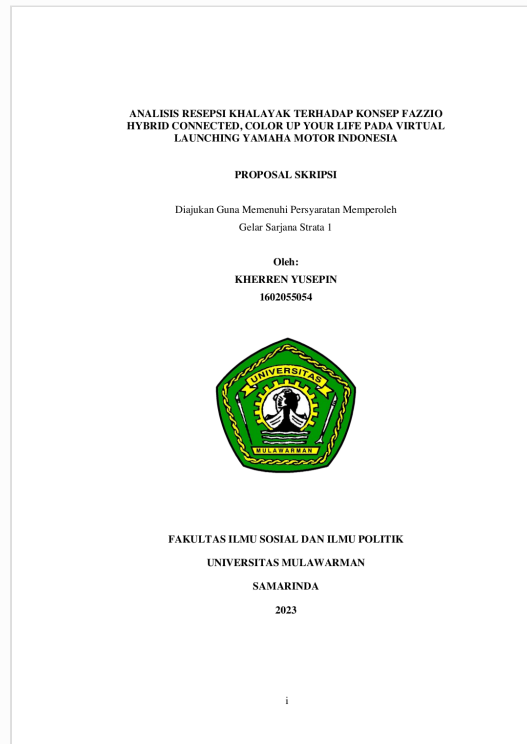 ANALISIS RESEPSI KHALAYAK TERHADAP KONSEP FAZZIO
HYBRID CONNECTED, COLOR UP YOUR LIFE PADA VIRTUAL
LAUNCHING YAMAHA MOTOR INDONESIA
PROPOSAL SKRIPSI
Diajukan Guna Memenuhi Persyaratan Memperoleh
Gelar Sarjana Strata 1
Oleh:
KHERREN YUSEPIN
1602055054
UNIVERSITAS
MULAWARMAN
FAKULTAS ILMU SOSIAL DAN ILMU POLITIK
UNIVERSITAS MULAWARMAN
SAMARINDA
2023
i